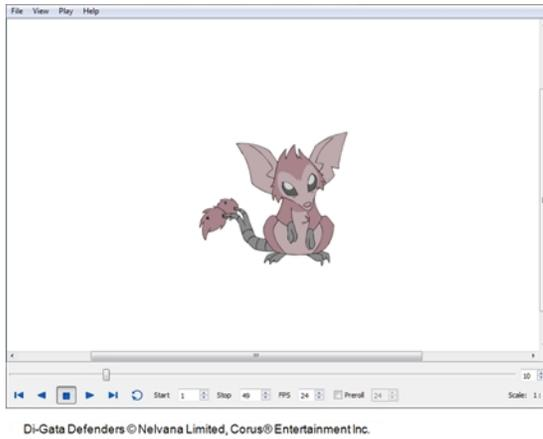 File View Play Help
10
Start 1 Stop 49 FPS 24 Preroll 24 Scale: 1:
Di-Gata Defenders © Nelvana Limited, Corus® Entertainment Inc.